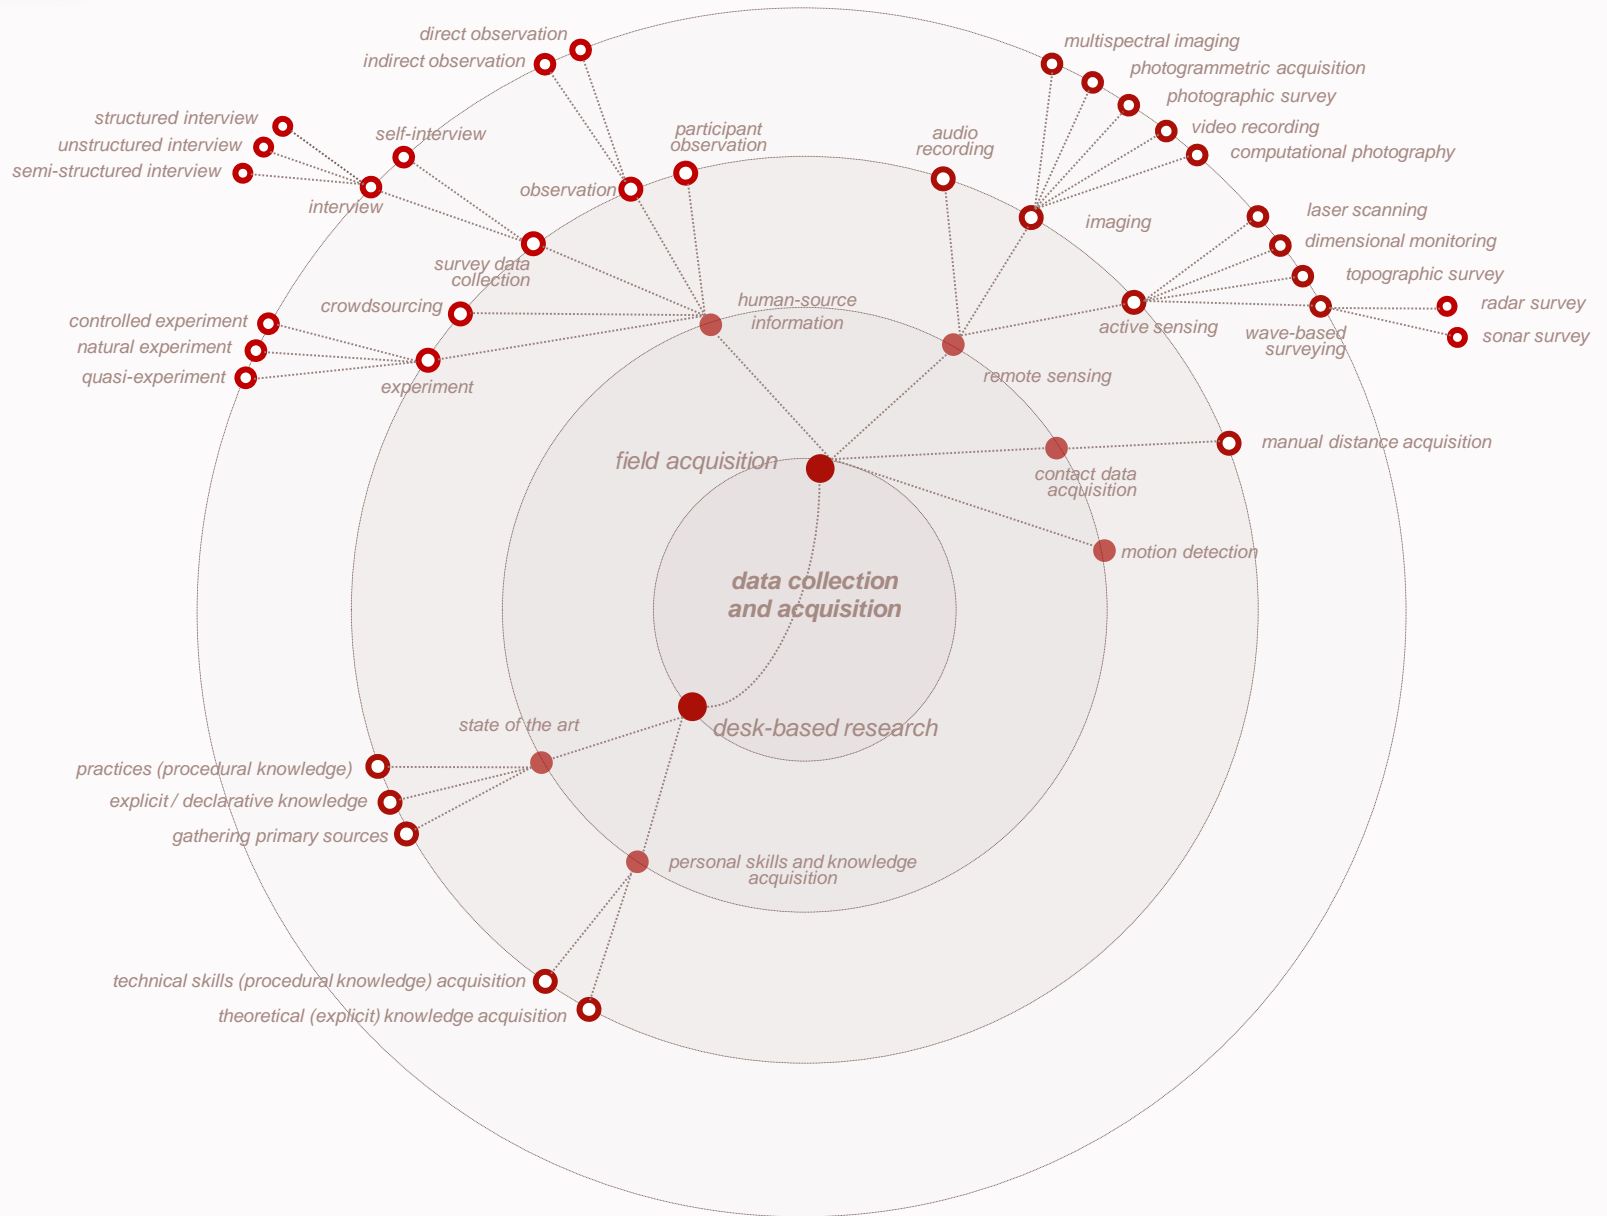 direct observation
indirect observation
structured interview
unstructured interview
semi-structured interview
self-interview
interview
participant
observation
observation
survey data
collection
crowdsourcing
controlled experiment
natural experiment
quasi-experiment
experiment
human-source
information
audio
recording
multispectral imaging
photogrammetric acquisition
photographic survey
video recording
computational photography
imaging
laser scanning
dimensional monitoring
topographic survey
radar survey
sonar survey
active sensing
wave-based
surveying
remote sensing
manual distance acquisition
field acquisition
contact data
acquisition
motion detection
data collection
and acquisition
state of the art
desk-based research
practices (procedural knowledge)
explicit / declarative knowledge
gathering primary sources
personal skills and knowledge
acquisition
technical skills (procedural knowledge) acquisition
theoretical (explicit) knowledge acquisition